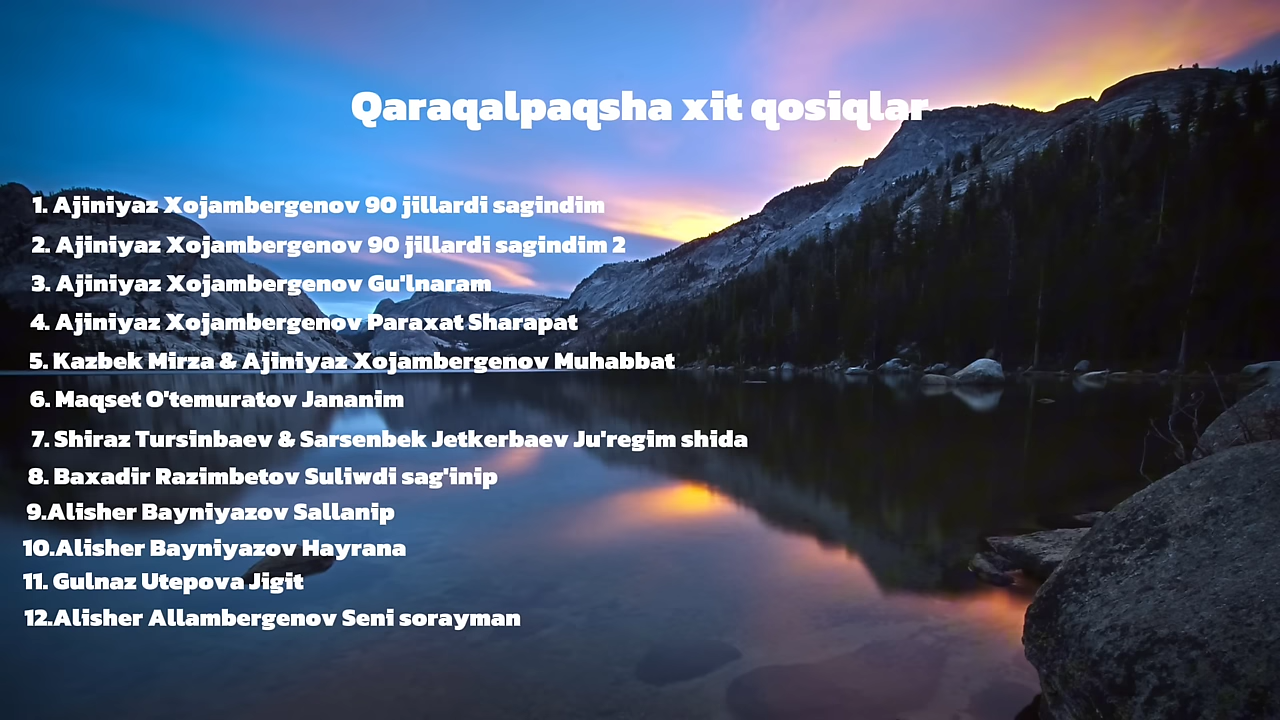 Qaraqalpaqsha xit qosiqlar
1. Ajiniyaz Xojambergenov 90 jillardi sagindim
2. Ajiniyaz Xojambergenov 90 jillardi sagindim 2
3. Ajiniyaz Xojambergenov Gu'lnaram
4. Ajiniyaz Xojambergenov Paraxat Sharapat
5. Kazbek Mirza & Ajiniyaz Xojambergenov Muhabbat
6. Maqset O'temuratov Jananim
7. Shiraz Tursinbaev & Sarsenbek Jetkerbaev Ju'regim shida
8. Baxadir Razimbetov Suliwdi sag'inip
9.Alisher Bayniyazov Sallanip
10.Alisher Bayniyazov Hayrana
11. Gulnaz Utepova Jigit
12.Alisher Allambergenov Seni sorayman